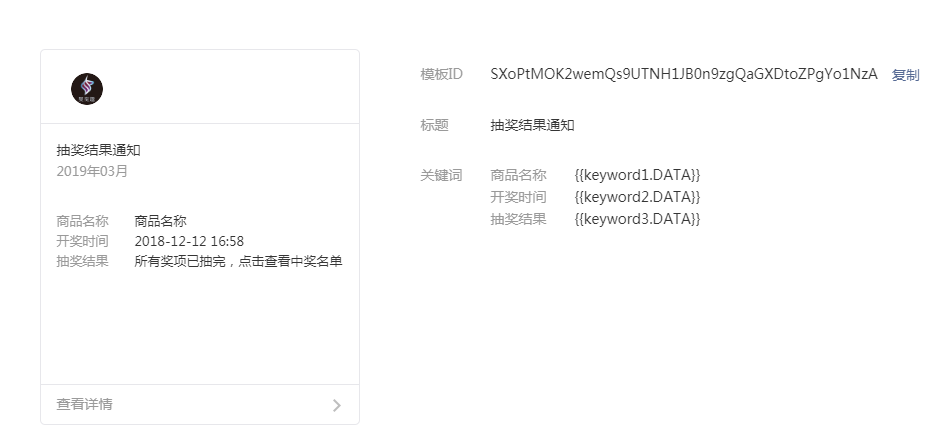 抽奖结果通知
2019年03月
商品名称 商品名称
开奖时间 2018-12-12 16:58
抽奖结果 所有奖项已抽完，点击查看中奖名单
查看详情
模板ID SXoPtMOK2wemQs9UTNH1JB0n9zgQaGXDtoZPgYo1NzA 复制
标题 抽奖结果通知
关键词 商品名称 {{keyword1.DATA}}
开奖时间 {{keyword2.DATA}}
抽奖结果 {{keyword3.DATA}}